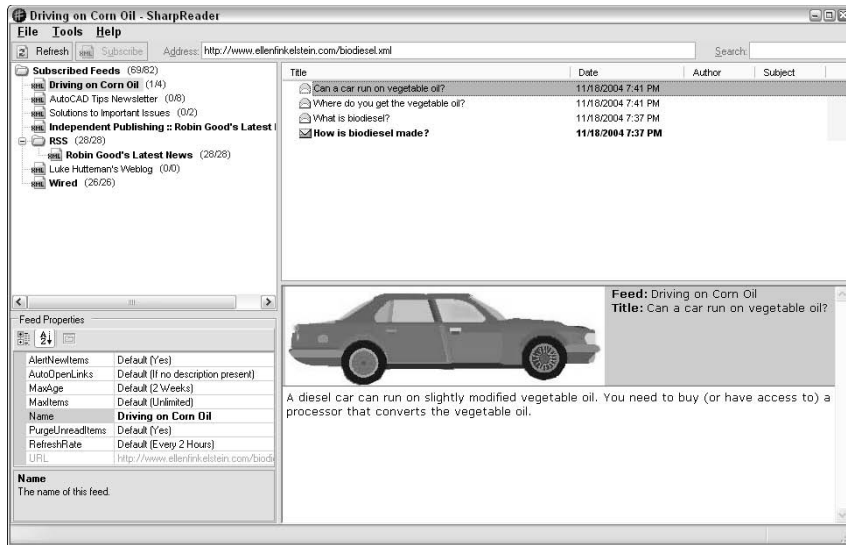 Driving on Corn Oil - SharpReader
File Tools Help
Refresh Subscribe Address: http://www.ellenfinkelstein.com/biodiesel.xml Search:
Subscribed Feeds (69/82)
XML Driving on Corn Oil (1/4)
XML AutoCAD Tips Newsletter (0/8)
XML Solutions to Important Issues (0/2)
XML Independent Publishing :: Robin Good's Latest
RSS (28/28)
XML Robin Good's Latest News (28/28)
XML Luke Hutteman's Weblog (0/0)
XML Wired (26/26)
Title Date Author Subject
Can a car run on vegetable oil? 11/18/2004 7:41 PM
Where do you get the vegetable oil? 11/18/2004 7:41 PM
What is biodiesel? 11/18/2004 7:37 PM
How is biodiesel made? 11/18/2004 7:37 PM
Feed Properties
AlertNewItems Default (Yes)
AutoOpenLinks Default (If no description present)
MaxAge Default (2 Weeks)
MaxItems Default (Unlimited)
Name Driving on Corn Oil
PurgeUnreadItems Default (Yes)
RefreshRate Default (Every 2 Hours)
URL http://www.ellenfinkelstein.com/biodi
Name
The name of this feed.
Feed: Driving on Corn Oil
Title: Can a car run on vegetable oil?
A diesel car can run on slightly modified vegetable oil. You need to buy (or have access to) a
processor that converts the vegetable oil.